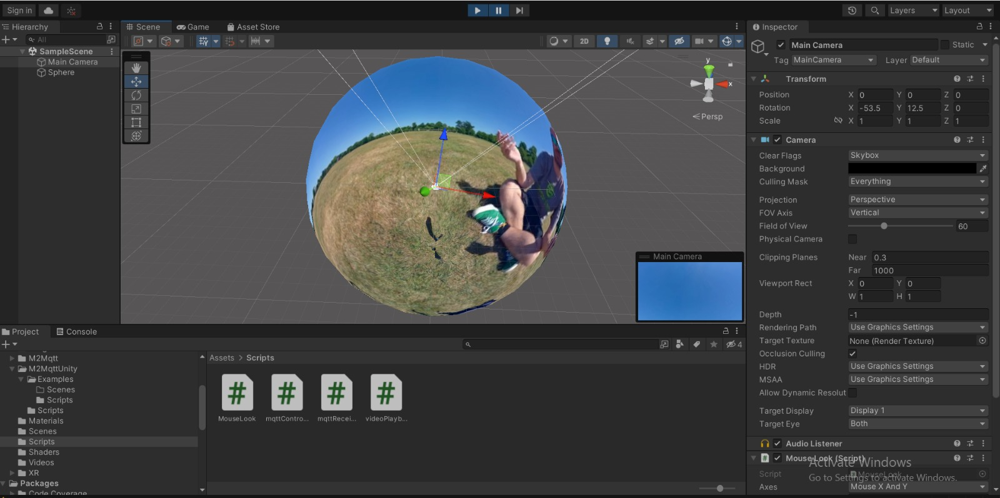 Sign in
Layers
Layout
Hierarchy
All
SampleScene
Main Camera
Sphere
Scene
Game
Asset Store
2D
y
x
Persp
Main Camera
Inspector
Main Camera
Static
Tag MainCamera Layer Default
Transform
Position X 0 Y 0 Z 0
Rotation X -53.5 Y 12.5 Z 0
Scale X 1 Y 1 Z 1
Camera
Clear Flags Skybox
Background
Culling Mask Everything
Projection Perspective
FOV Axis Vertical
Field of View 60
Physical Camera
Clipping Planes Near 0.3
Far 1000
Viewport Rect X 0 Y 0
W 1 H 1
Depth -1
Rendering Path Use Graphics Settings
Target Texture None (Render Texture)
Occlusion Culling
HDR Use Graphics Settings
MSAA Use Graphics Settings
Allow Dynamic Resolut
Target Display Display 1
Target Eye Both
Audio Listener
# Mouse Look (Script)
Script MouseLook
Axes Mouse X And Y
Activate Windows
Go to Settings to activate Windows.
Project
Console
4
M2Mqtt
M2MqttUnity
Examples
Scenes
Scripts
Scripts
Materials
Scenes
Scripts
Shaders
Videos
XR
Packages
Code Coverage
Assets > Scripts
# # # #
MouseLook mqttContro... mqttRecei... videoPlayb...